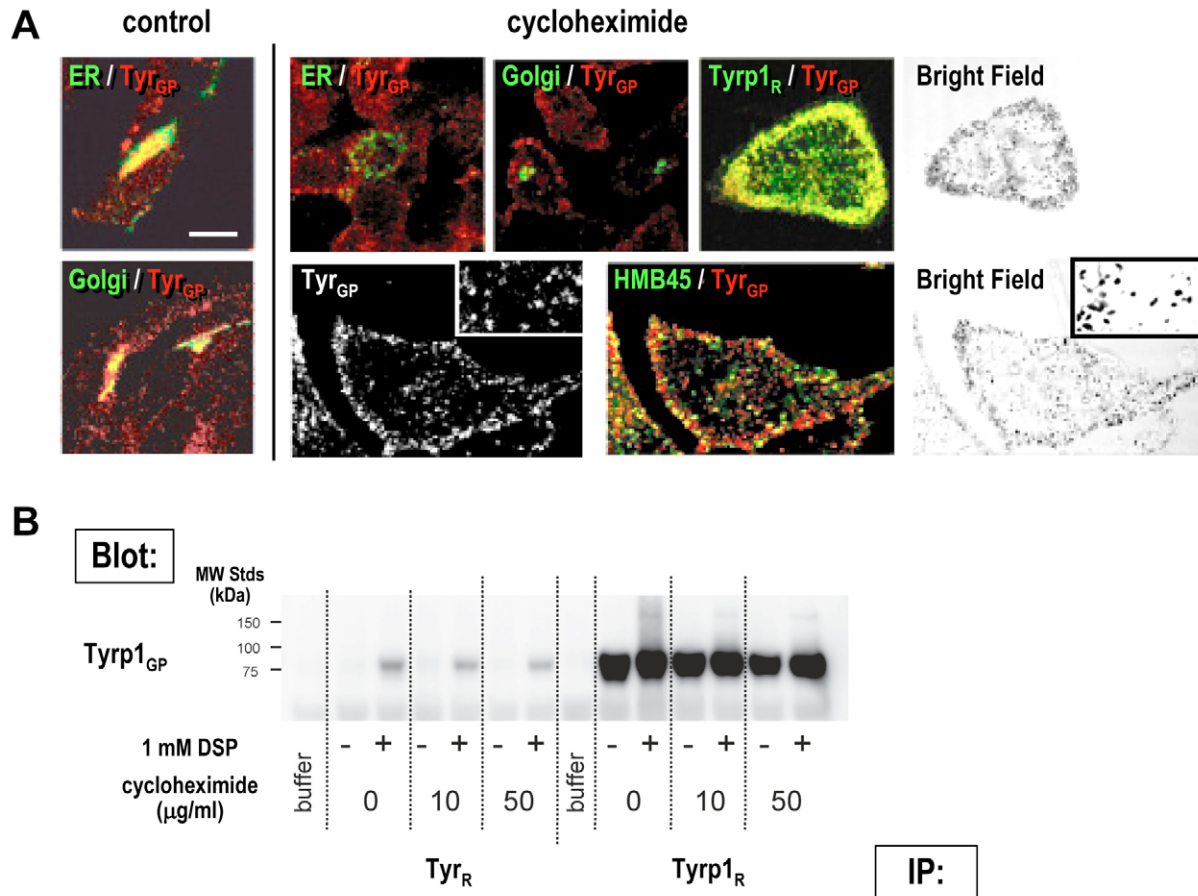 A
control
cycloheximide
ER / TyrGP
ER / TyrGP
Golgi / TyrGP
Tyrp1R / TyrGP
Bright Field
Golgi / TyrGP
TyrGP
HMB45 / TyrGP
Bright Field
B
Blot:
MW Stds
(kDa)
150
100
75
Tyrp1GP
1 mM DSP
- + - + - + - + - + - +
cycloheximide
(μg/ml)
buffer 0 10 50 buffer 0 10 50
TyrR Tyrp1R
IP: